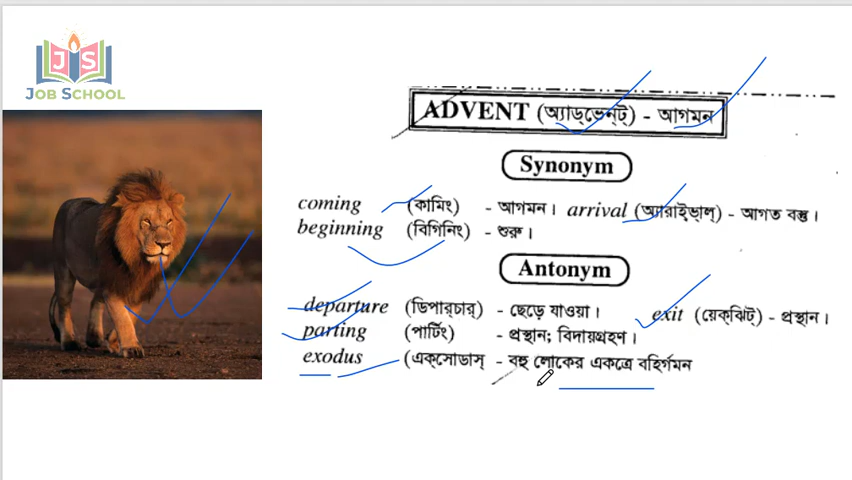 JS
JOB SCHOOL
ADVENT (অ্যাড্‌ভেন্‌ট্) - আগমন
Synonym
coming (কামিং) - আগমন। arrival (অ্যারাইভ্যাল্) - আগত বস্তু।
beginning (বিগিনিং) - শুরু।
Antonym
departure (ডিপার্‌চার্) - ছেড়ে যাওয়া। exit (য়েক্‌ঝিট্) - প্রস্থান।
parting (পার্টিং) - প্রস্থান; বিদায়গ্রহণ।
exodus (এক্‌সোডাস্ - বহু লোকের একত্রে বহির্গমন